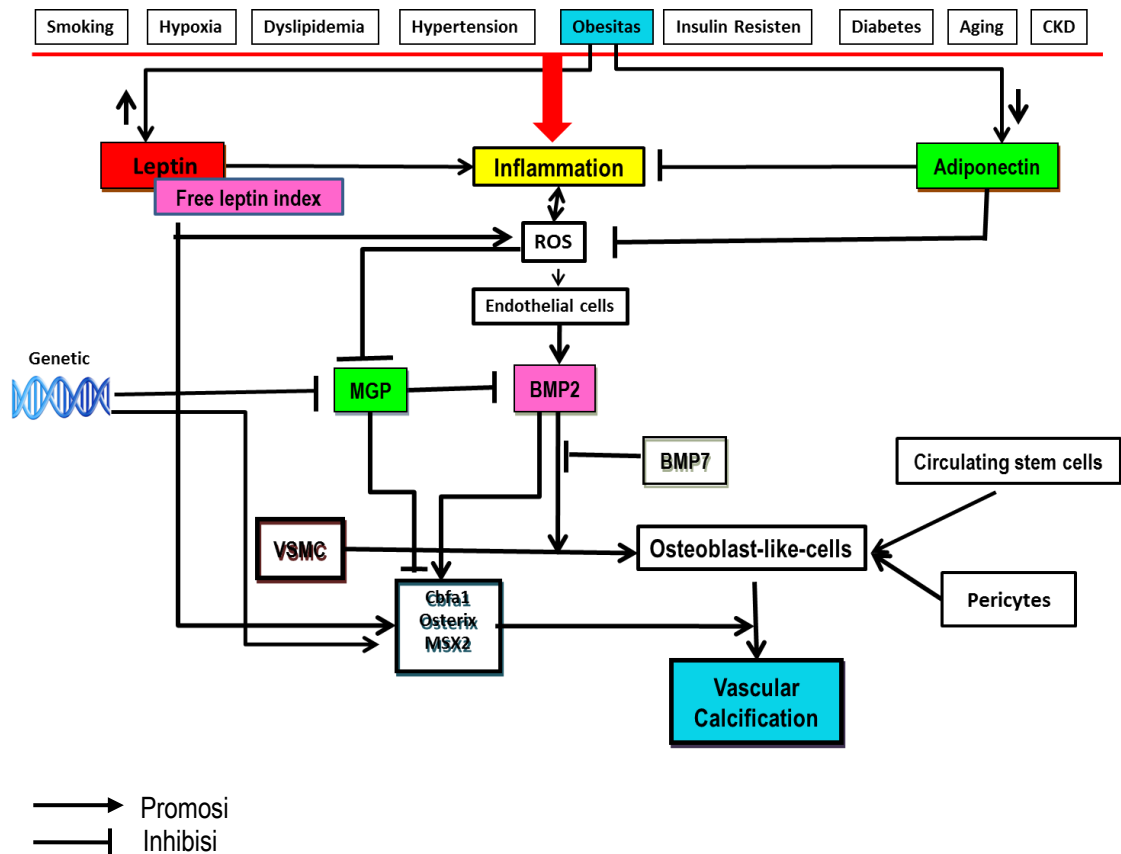 Smoking
Hypoxia
Dyslipidemia
Hypertension
Obesitas
Insulin Resisten
Diabetes
Aging
CKD
Leptin
Free leptin index
Inflammation
Adiponectin
ROS
Endothelial cells
Genetic
MGP
BMP2
BMP7
Circulating stem cells
VSMC
Osteoblast-like-cells
Pericytes
Cbfa1
Osterix
MSX2
Vascular
Calcification
Promosi
Inhibisi